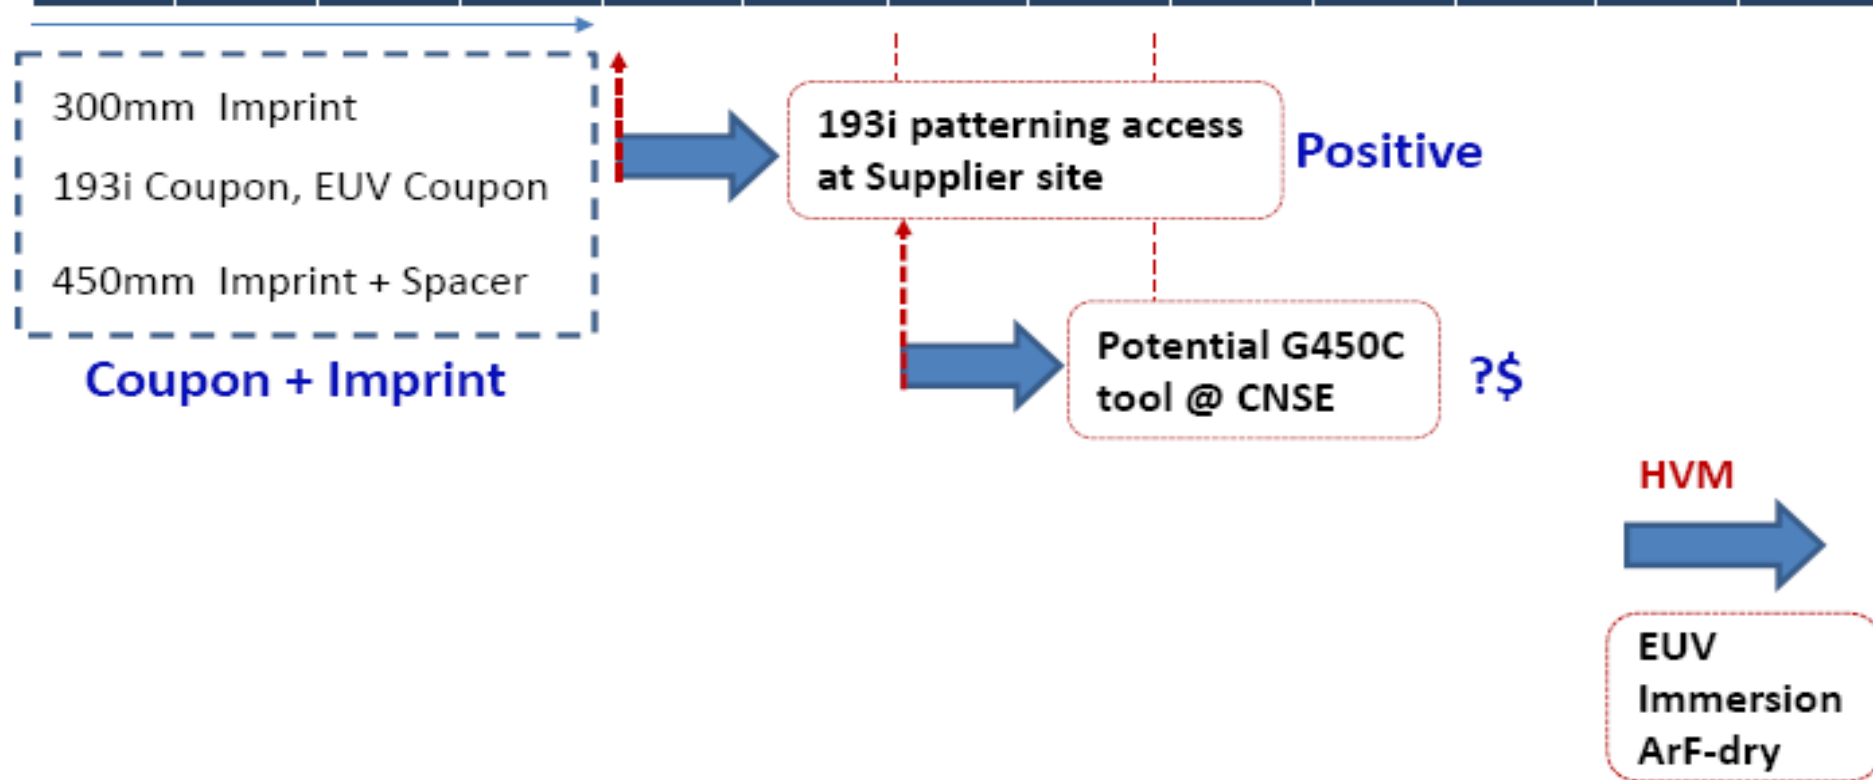 300mm Imprint
193i Coupon, EUV Coupon
450mm Imprint + Spacer
Coupon + Imprint
193i patterning access
at Supplier site
Positive
Potential G450C
tool @ CNSE
?$
HVM
EUV
Immersion
ArF-dry